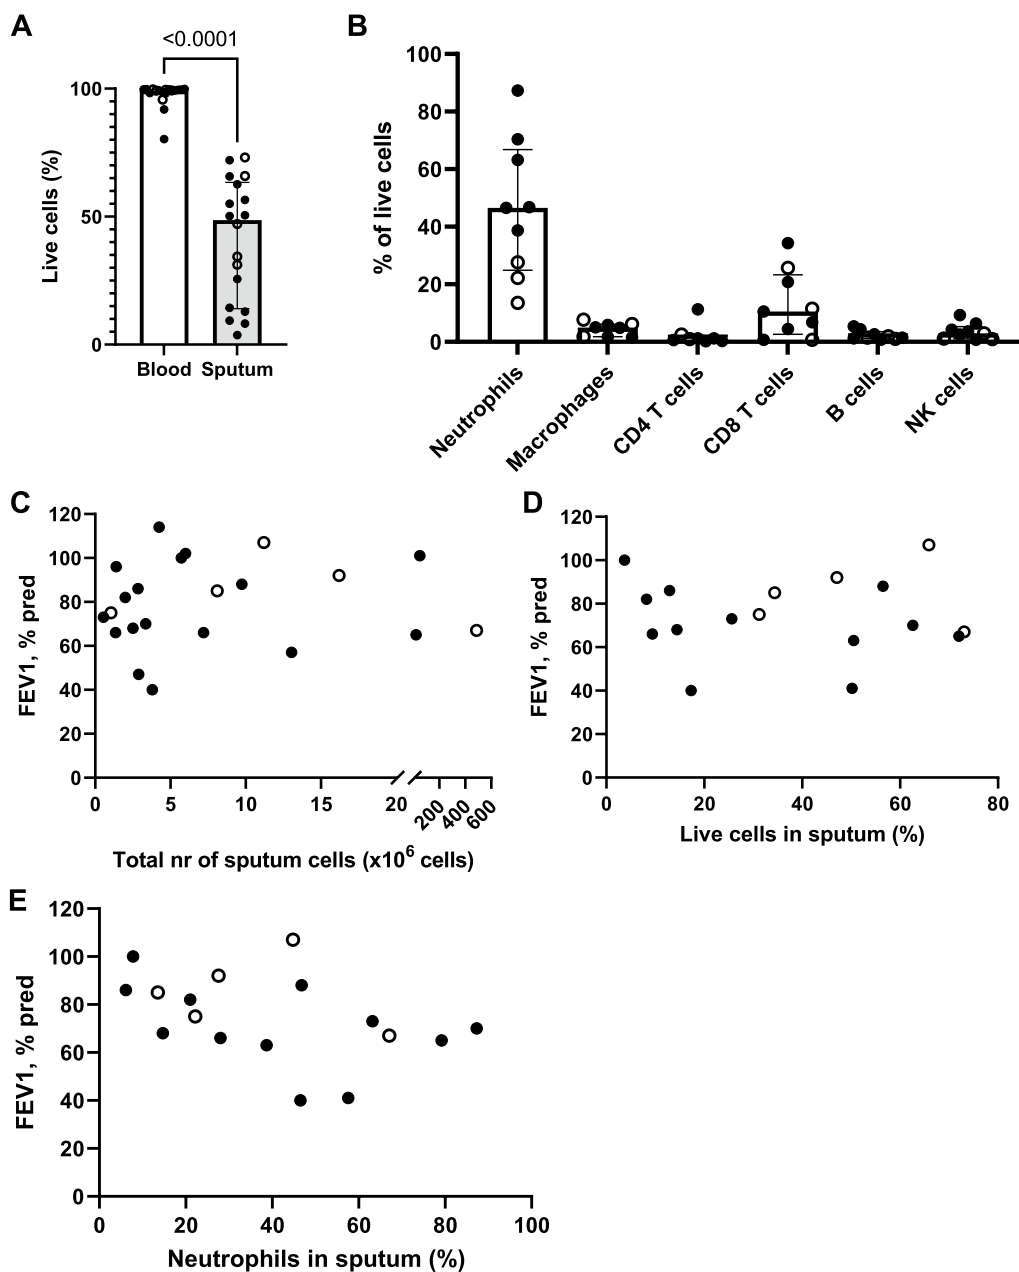 A
<0.0001
100
50
0
Live cells (%)
Blood Sputum
B
100
80
60
40
20
0
% of live cells
Neutrophils
Macrophages
CD4 T cells
CD8 T cells
B cells
NK cells
C
120
100
80
60
40
20
0
FEV1, % pred
0 5 10 15 20 200 400 600
Total nr of sputum cells (x10⁶ cells)
D
120
100
80
60
40
20
0
FEV1, % pred
0 20 40 60 80
Live cells in sputum (%)
E
120
100
80
60
40
20
0
FEV1, % pred
0 20 40 60 80 100
Neutrophils in sputum (%)